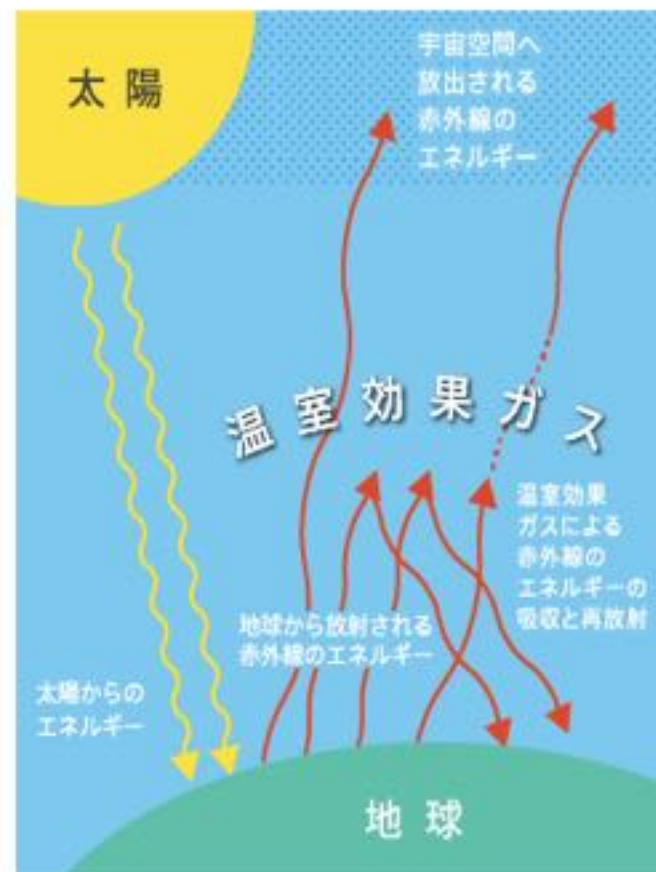 太陽
宇宙空間へ
放出される
赤外線の
エネルギー
温室効果ガス
温室効果
ガスによる
赤外線の
エネルギーの
吸収と再放射
地球から放射される
赤外線のエネルギー
太陽からの
エネルギー
地球